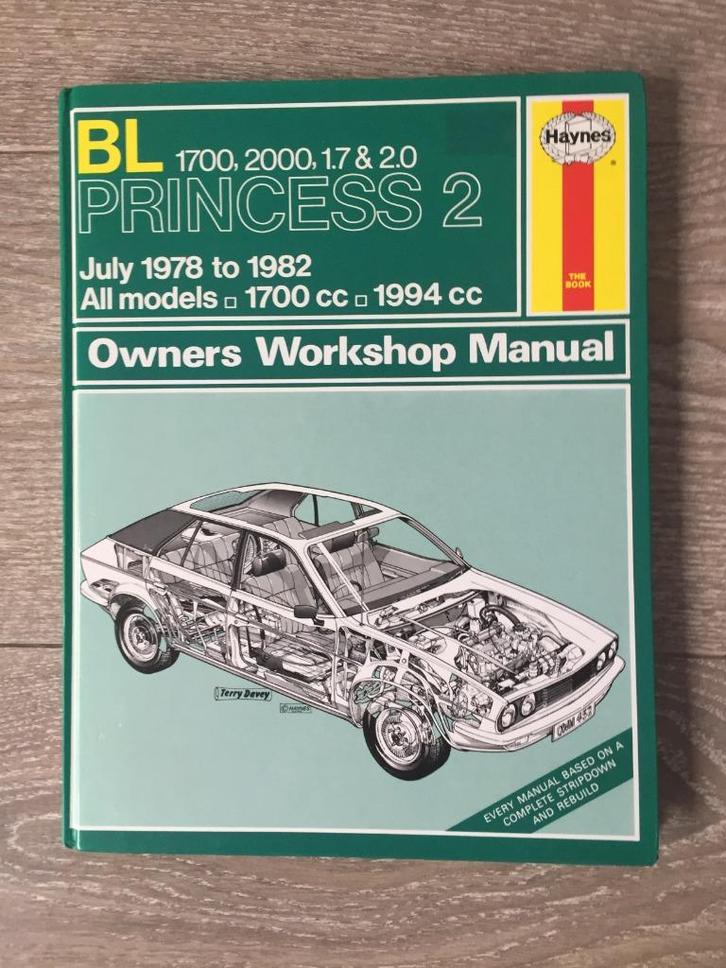 BL 1700, 2000, 1.7 & 2.0
PRINCESS 2
July 1978 to 1982
All models □ 1700 cc □ 1994 cc
Haynes
®
THE
BOOK
Owners Workshop Manual
Terry Davey
© HAYNES
EVERY MANUAL BASED ON A
COMPLETE STRIPDOWN
AND REBUILD